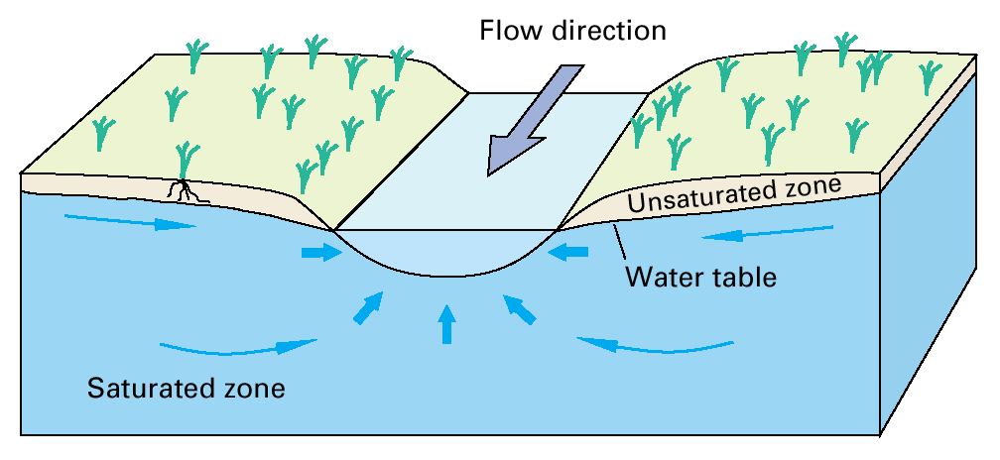 Flow direction
Unsaturated zone
Water table
Saturated zone